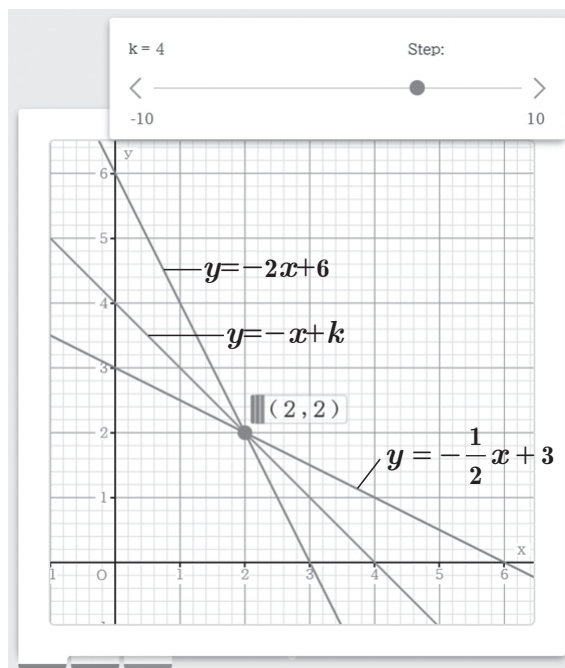 k = 4 Step:
-10 10
y
6
5
y=−2x+6
4
y=−x+k
3
(2,2)
2
y = −1/2x+3
1
x
1 O 1 2 3 4 5 6